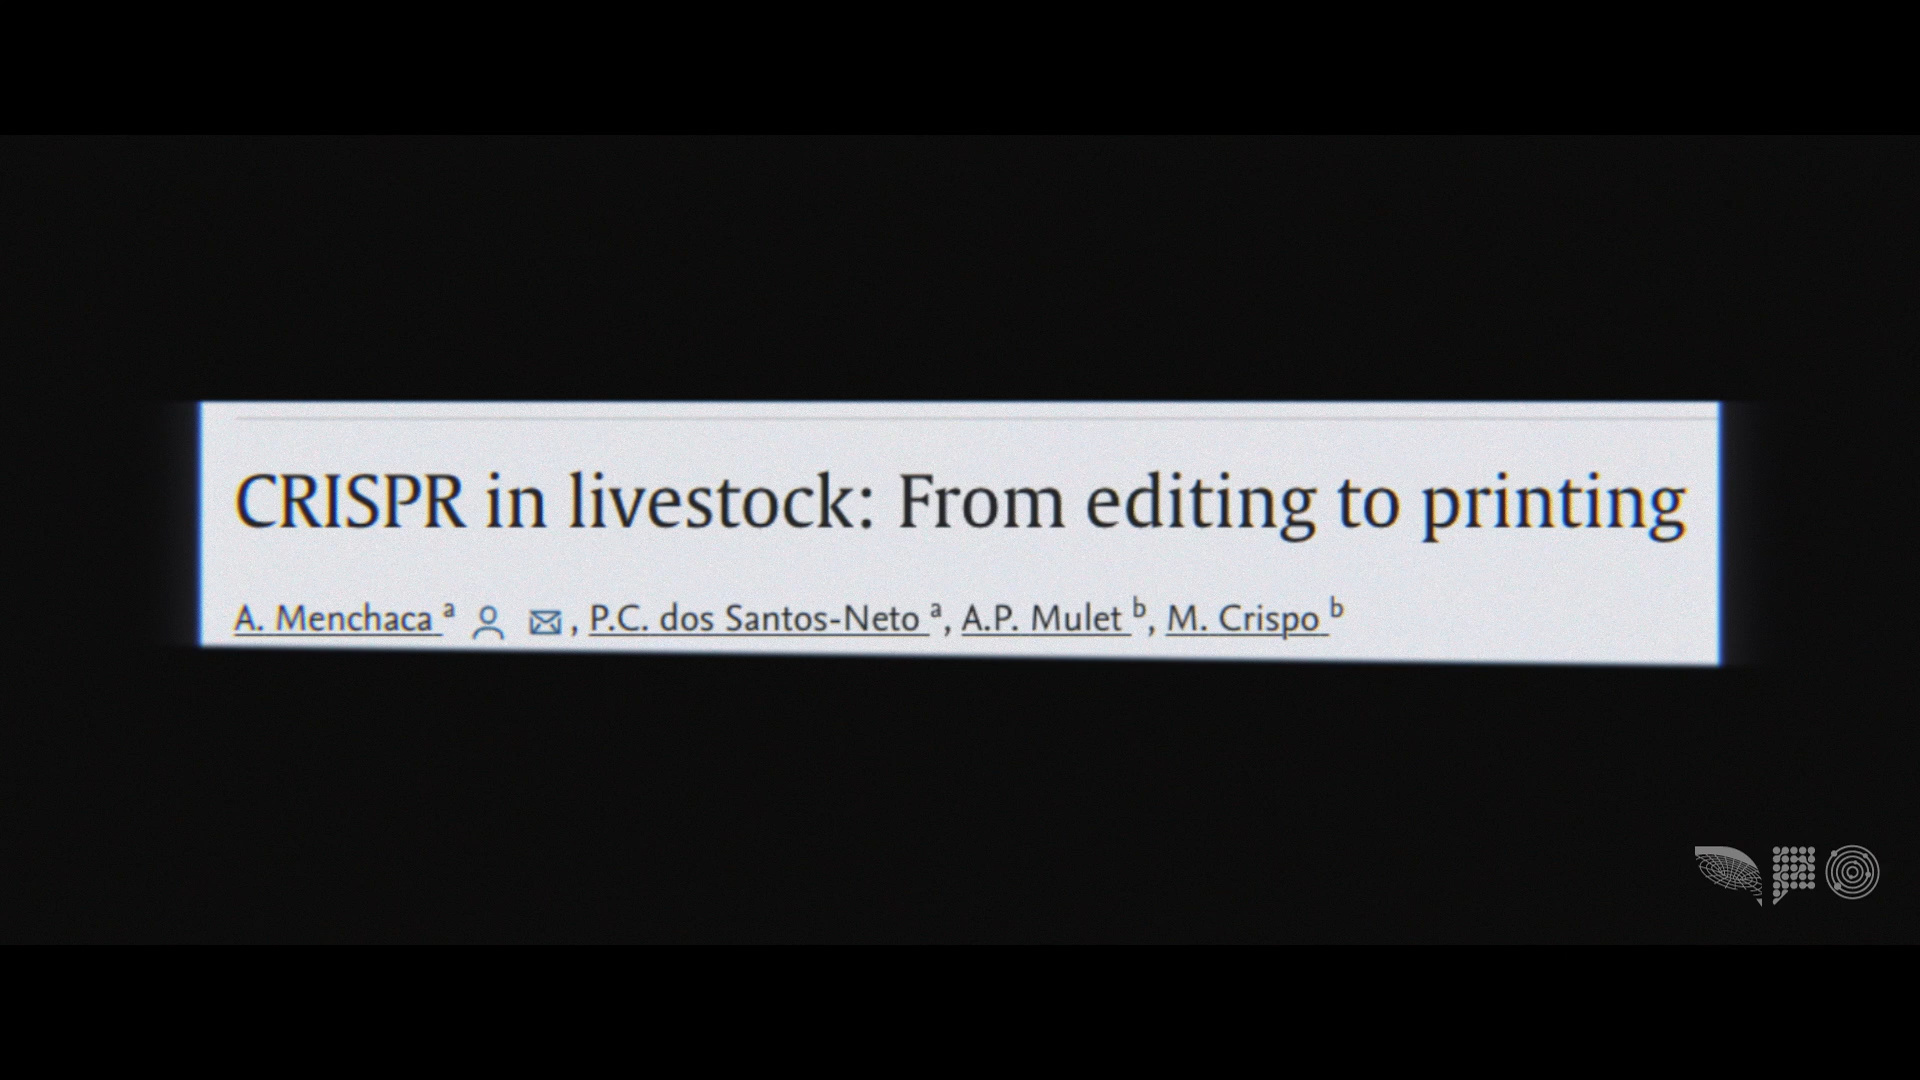 CRISPR in livestock: From editing to printing
A. Menchaca a , P.C. dos Santos-Neto a, A.P. Mulet b, M. Crispo b